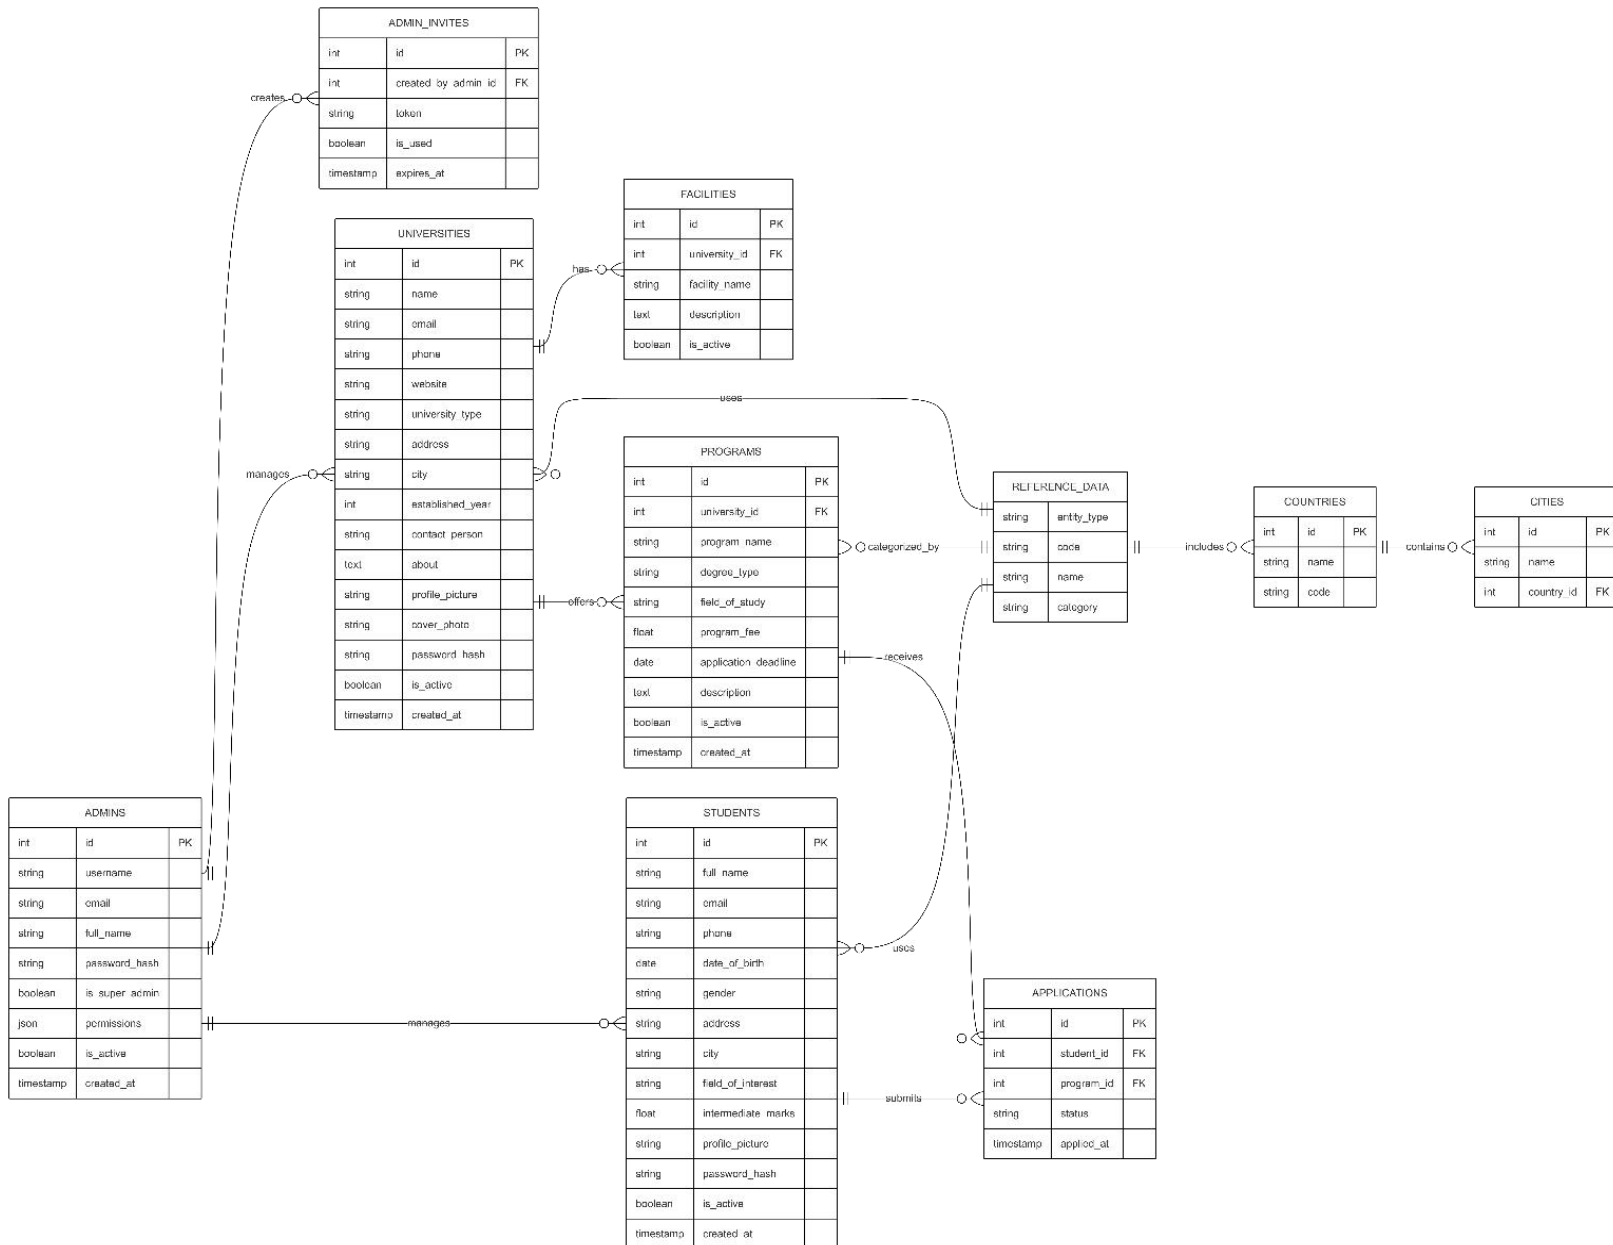 ADMIN_INVITES
int id PK
int created_by_admin_id FK
string token
boolean is_used
timestamp expires_at
creates
FACILITIES
int id PK
int university_id FK
string facility_name
text description
boolean is_active
has
UNIVERSITIES
int id PK
string name
string email
string phone
string website
string university_type
string address
string city
int established_year
string contact_person
text about
string profile_picture
string cover_photo
string password_hash
boolean is_active
timestamp created_at
manages
uses
offers
PROGRAMS
int id PK
int university_id FK
string program_name
string degree_type
string field_of_study
float program_fee
date application_deadline
text description
boolean is_active
timestamp created_at
categorized_by
receives
REFERENCE_DATA
string entity_type
string code
string name
string category
includes
COUNTRIES
int id PK
string name
string code
contains
CITIES
int id PK
string name
int country_id FK
ADMINS
int id PK
string username
string email
string full_name
string password_hash
boolean is_super_admin
json permissions
boolean is_active
timestamp created_at
manages
STUDENTS
int id PK
string full_name
string email
string phone
date date_of_birth
string gender
string address
string city
string field_of_interest
float intermediate_marks
string profile_picture
string password_hash
boolean is_active
timestamp created_at
uses
submits
APPLICATIONS
int id PK
int student_id FK
int program_id FK
string status
timestamp applied_at